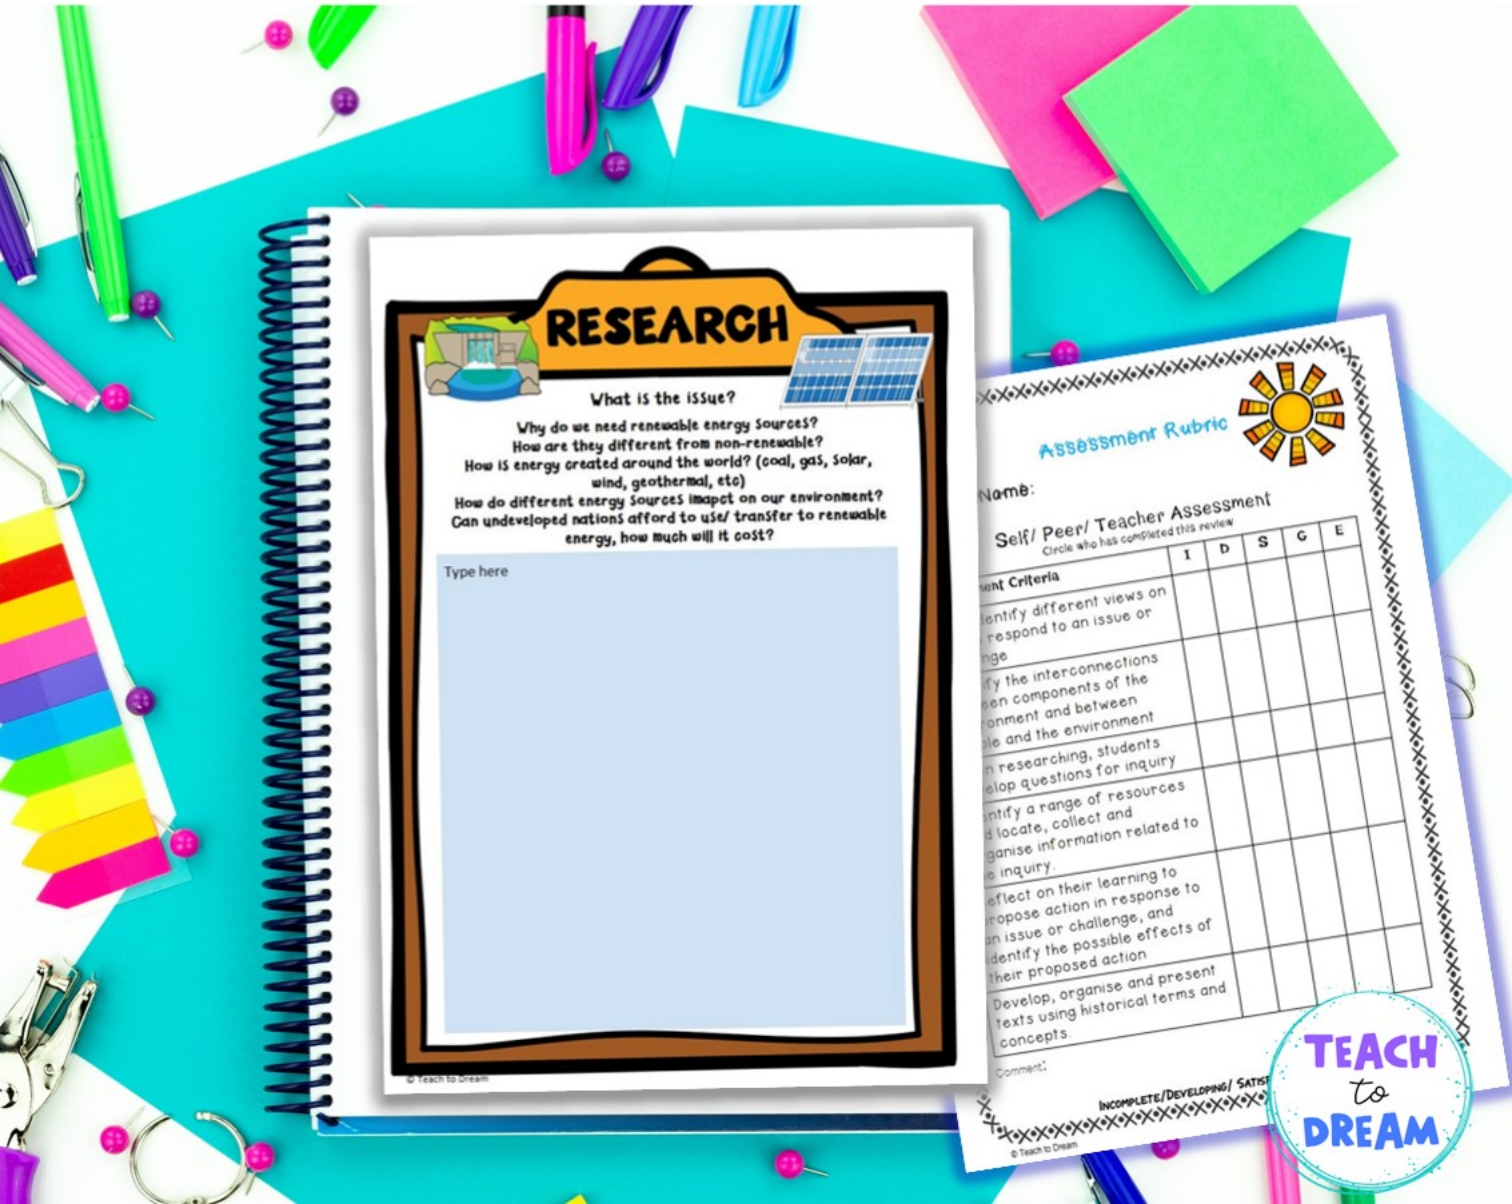 RESEARCH
What is the issue?
Why do we need renewable energy sources?
How are they different from non-renewable?
How is energy created around the world? (coal, gas, solar,
wind, geothermal, etc)
How do different energy sources imapct on our environment?
Can undeveloped nations afford to use/ transfer to renewable
energy, how much will it cost?
Type here
© Teach to Dream
Assessment Rubric
Name:
Self/ Peer/ Teacher Assessment
Circle who has completed this review
Criteria
I D S G E
different views on
respond to an issue or
the interconnections
components of the
and between
and the environment
researching, students
questions for inquiry
a range of resources
locate, collect and
information related to
inquiry.
on their learning to
action in response to
an issue or challenge, and
identify the possible effects of
their proposed action
Develop, organise and present
texts using historical terms and
concepts.
Comment:
INCOMPLETE/DEVELOPING/
© Teach to Dream
TEACH
to
DREAM